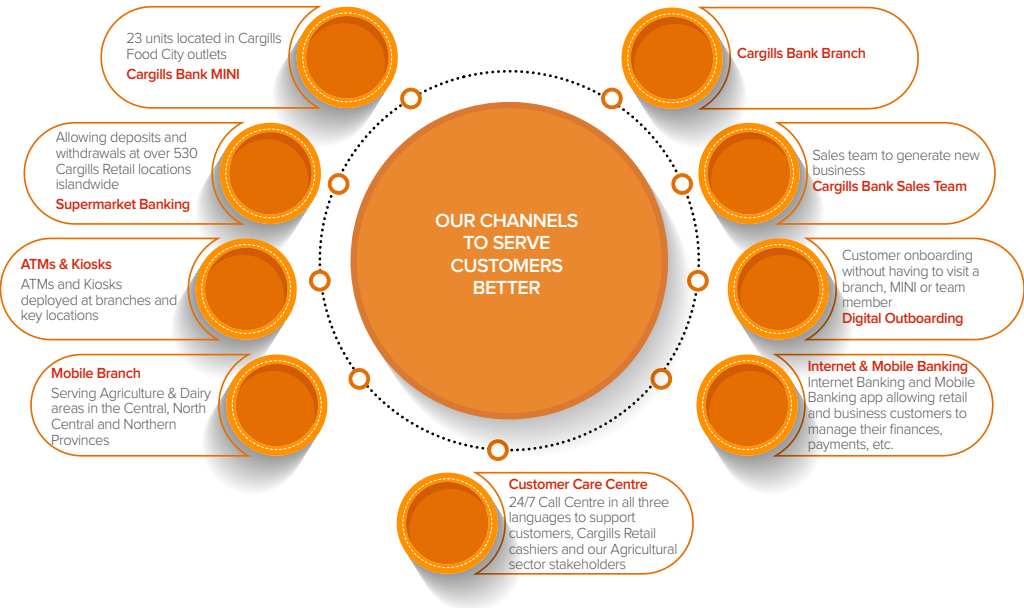 23 units located in Cargills
Food City outlets
Cargills Bank MINI
Cargills Bank Branch
Allowing deposits and
withdrawals at over 530
Cargills Retail locations
islandwide
Supermarket Banking
Sales team to generate new
business
Cargills Bank Sales Team
OUR CHANNELS
TO SERVE
CUSTOMERS
BETTER
ATMs & Kiosks
ATMs and Kiosks
deployed at branches and
key locations
Customer onboarding
without having to visit a
branch, MINI or team
member
Digital Outboarding
Mobile Branch
Serving Agriculture & Dairy
areas in the Central, North
Central and Northern
Provinces
Internet & Mobile Banking
Internet Banking and Mobile
Banking app allowing retail
and business customers to
manage their finances,
payments, etc.
Customer Care Centre
24/7 Call Centre in all three
languages to support
customers, Cargills Retail
cashiers and our Agricultural
sector stakeholders